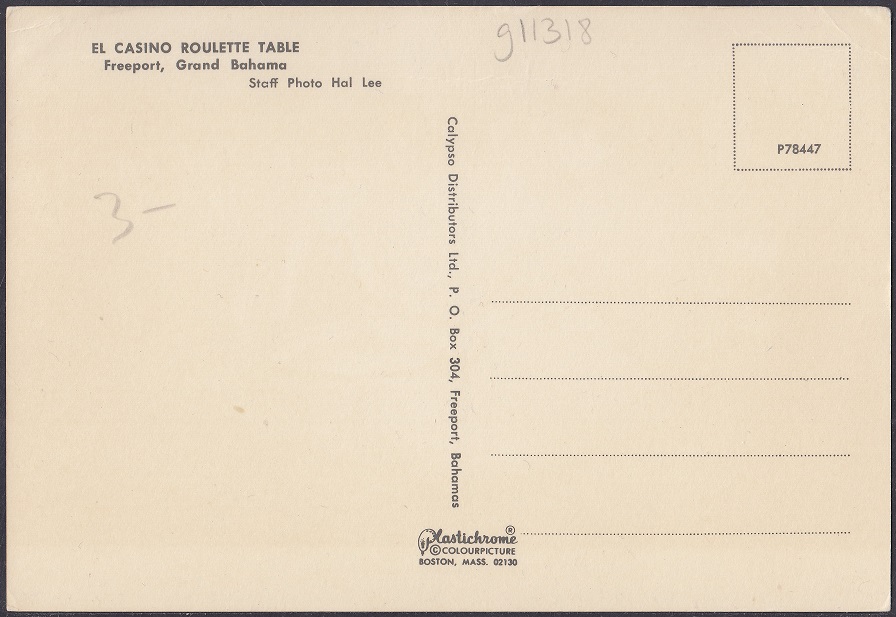 EL CASINO ROULETTE TABLE
Freeport, Grand Bahama
Staff Photo Hal Lee
g11318
P78447
3-
Calypso Distributors Ltd., P. O. Box 304, Freeport, Bahamas
Plastichrome ®
© COLOURPICTURE
BOSTON, MASS. 02130